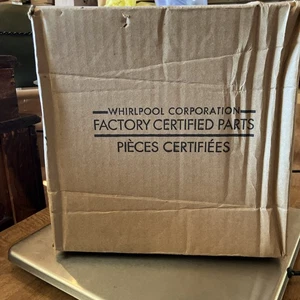 WHIRLPOOL CORPORATION
FACTORY CERTIFIED PARTS
PIÈCES CERTIFIÉES